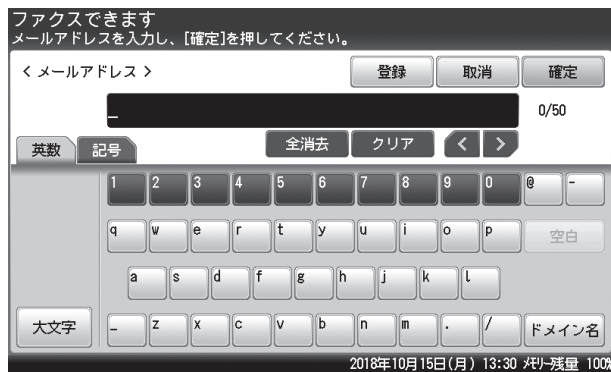 ファクスできます
メールアドレスを入力し、[確定]を押してください。
< メールアドレス > 登録 取消 確定
_ 0/50
英数 記号 全消去 クリア < >
1 2 3 4 5 6 7 8 9 0 @ -
q w e r t y u i o p 空白
a s d f g h j k l
大文字 _ z x c v b n m . / ドメイン名
2018年10月15日(月) 13:30 メモリー残量 100%